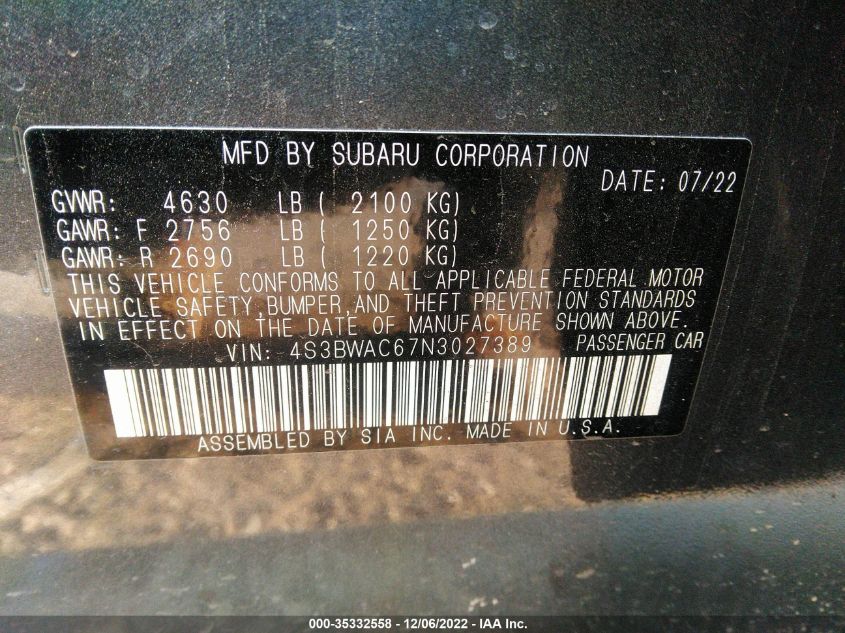 MFD BY SUBARU CORPORATION
DATE: 07/22
GVWR: 4630 LB ( 2100 KG)
GAWR: F 2756 LB ( 1250 KG)
GAWR: R 2690 LB ( 1220 KG)
THIS VEHICLE CONFORMS TO ALL APPLICABLE FEDERAL MOTOR
VEHICLE SAFETY,BUMPER,AND THEFT PREVENTION STANDARDS
IN EFFECT ON THE DATE OF MANUFACTURE SHOWN ABOVE.
VIN: 4S3BWAC67N3027389 PASSENGER CAR
ASSEMBLED BY SIA INC. MADE IN U.S.A.
000-35332558 - 12/06/2022 - IAA Inc.